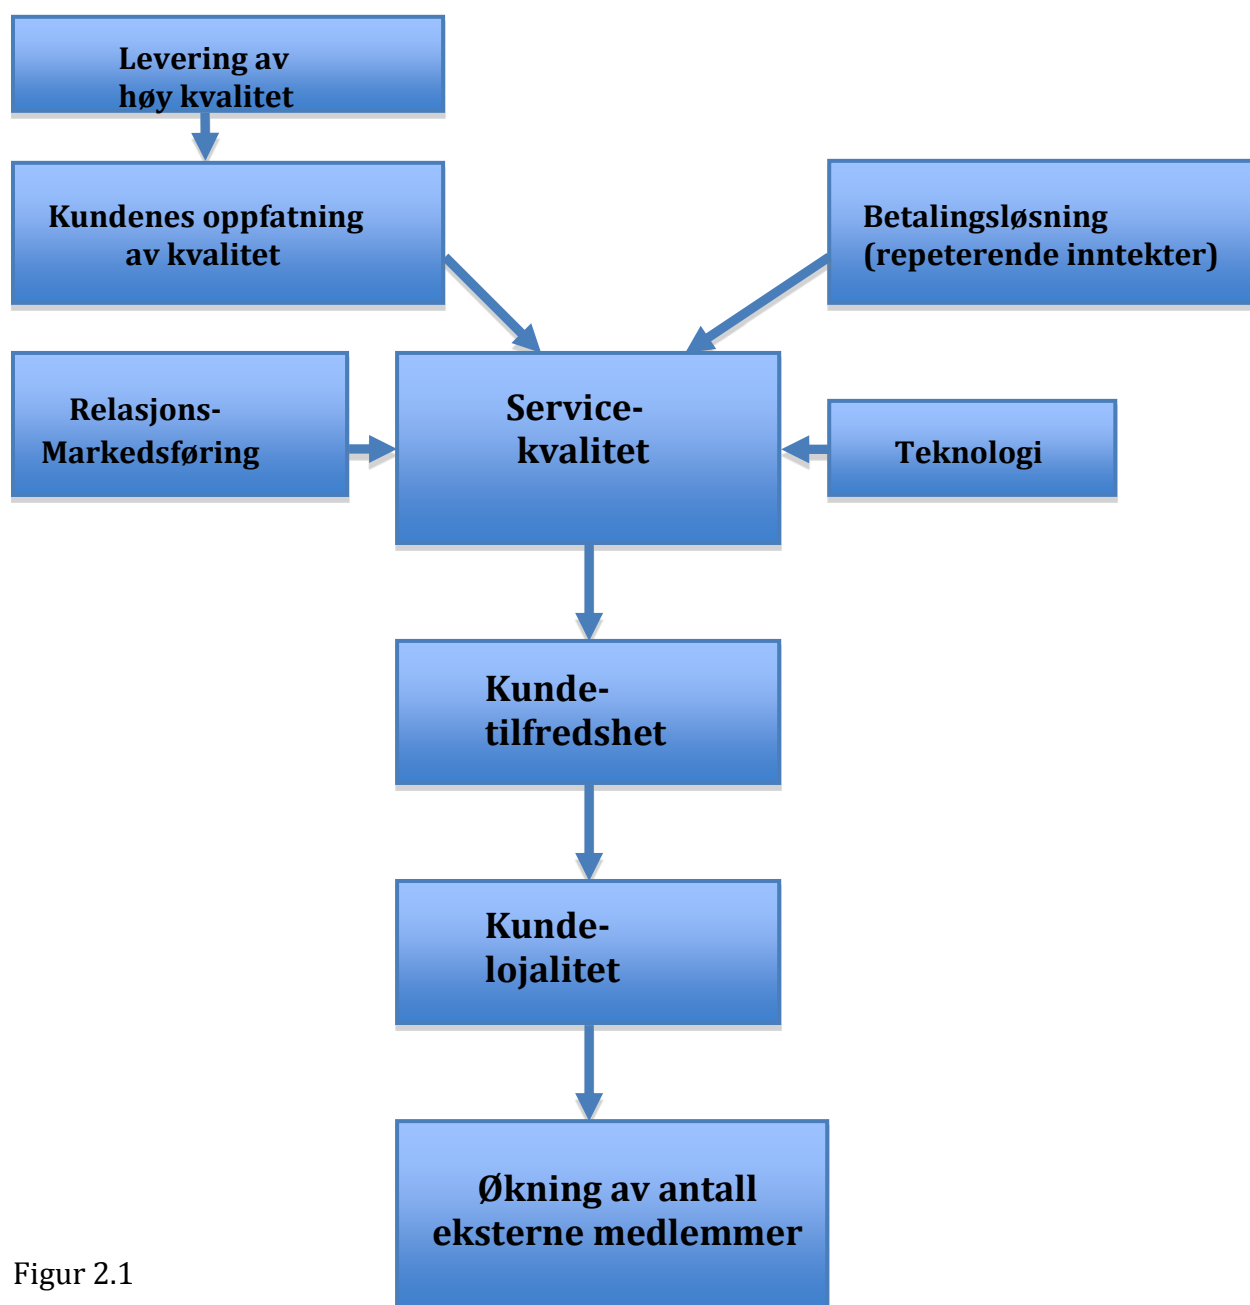 Levering av
høy kvalitet
Kundenes oppfatning
av kvalitet
Betalingsløsning
(repeterende inntekter)
Relasjons-
Markedsføring
Service-
kvalitet
Teknologi
Kunde-
tilfredshet
Kunde-
lojalitet
Økning av antall
eksterne medlemmer
Figur 2.1